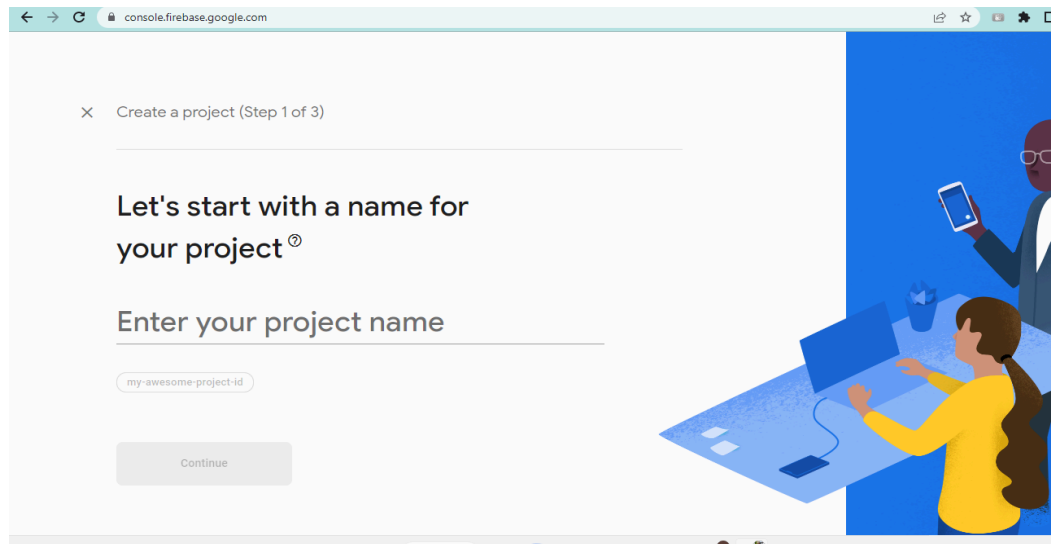 console.firebase.google.com
Create a project (Step 1 of 3)
Let's start with a name for
your project ?
Enter your project name
my-awesome-project-id
Continue